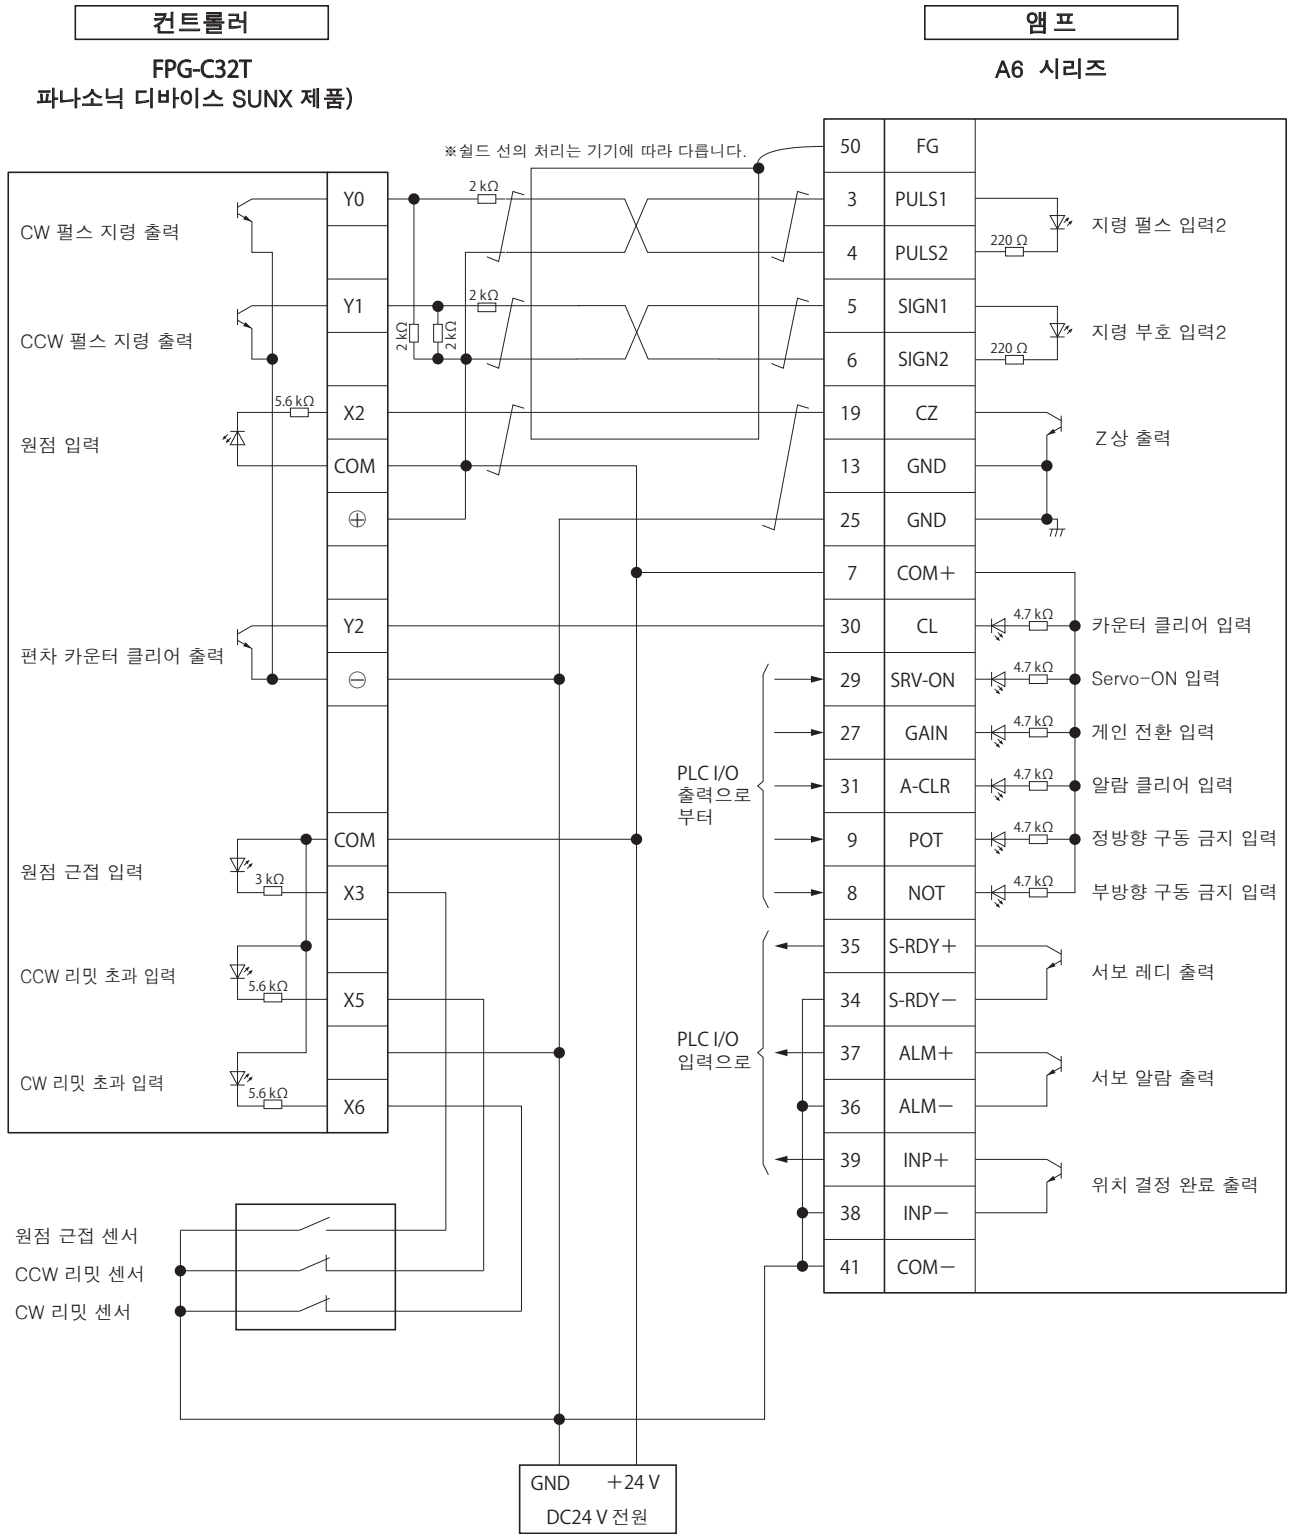 컨트롤러
앰프
FPG-C32T
파나소닉 디바이스 SUNX 제품)
A6 시리즈
※쉴드 선의 처리는 기기에 따라 다릅니다.
50 FG
CW 펄스 지령 출력
Y0
2 kΩ
3 PULS1
지령 펄스 입력2
220 Ω
4 PULS2
CCW 펄스 지령 출력
Y1
2 kΩ
2 kΩ
2 kΩ
5 SIGN1
지령 부호 입력2
220 Ω
6 SIGN2
원점 입력
5.6 kΩ
X2
19 CZ
Z상 출력
COM
13 GND
⊕
25 GND
7 COM+
편차 카운터 클리어 출력
Y2
30 CL
4.7 kΩ
카운터 클리어 입력
⊖
29 SRV-ON
4.7 kΩ
Servo-ON 입력
27 GAIN
4.7 kΩ
게인 전환 입력
PLC I/O
출력으로
부터
31 A-CLR
4.7 kΩ
알람 클리어 입력
COM
9 POT
4.7 kΩ
정방향 구동 금지 입력
원점 근접 입력
3 kΩ
X3
8 NOT
4.7 kΩ
부방향 구동 금지 입력
35 S-RDY+
서보 레디 출력
CCW 리밋 초과 입력
5.6 kΩ
X5
34 S-RDY−
PLC I/O
입력으로
37 ALM+
서보 알람 출력
CW 리밋 초과 입력
5.6 kΩ
X6
36 ALM−
39 INP+
위치 결정 완료 출력
38 INP−
41 COM−
원점 근접 센서
CCW 리밋 센서
CW 리밋 센서
GND +24 V
DC24 V 전원